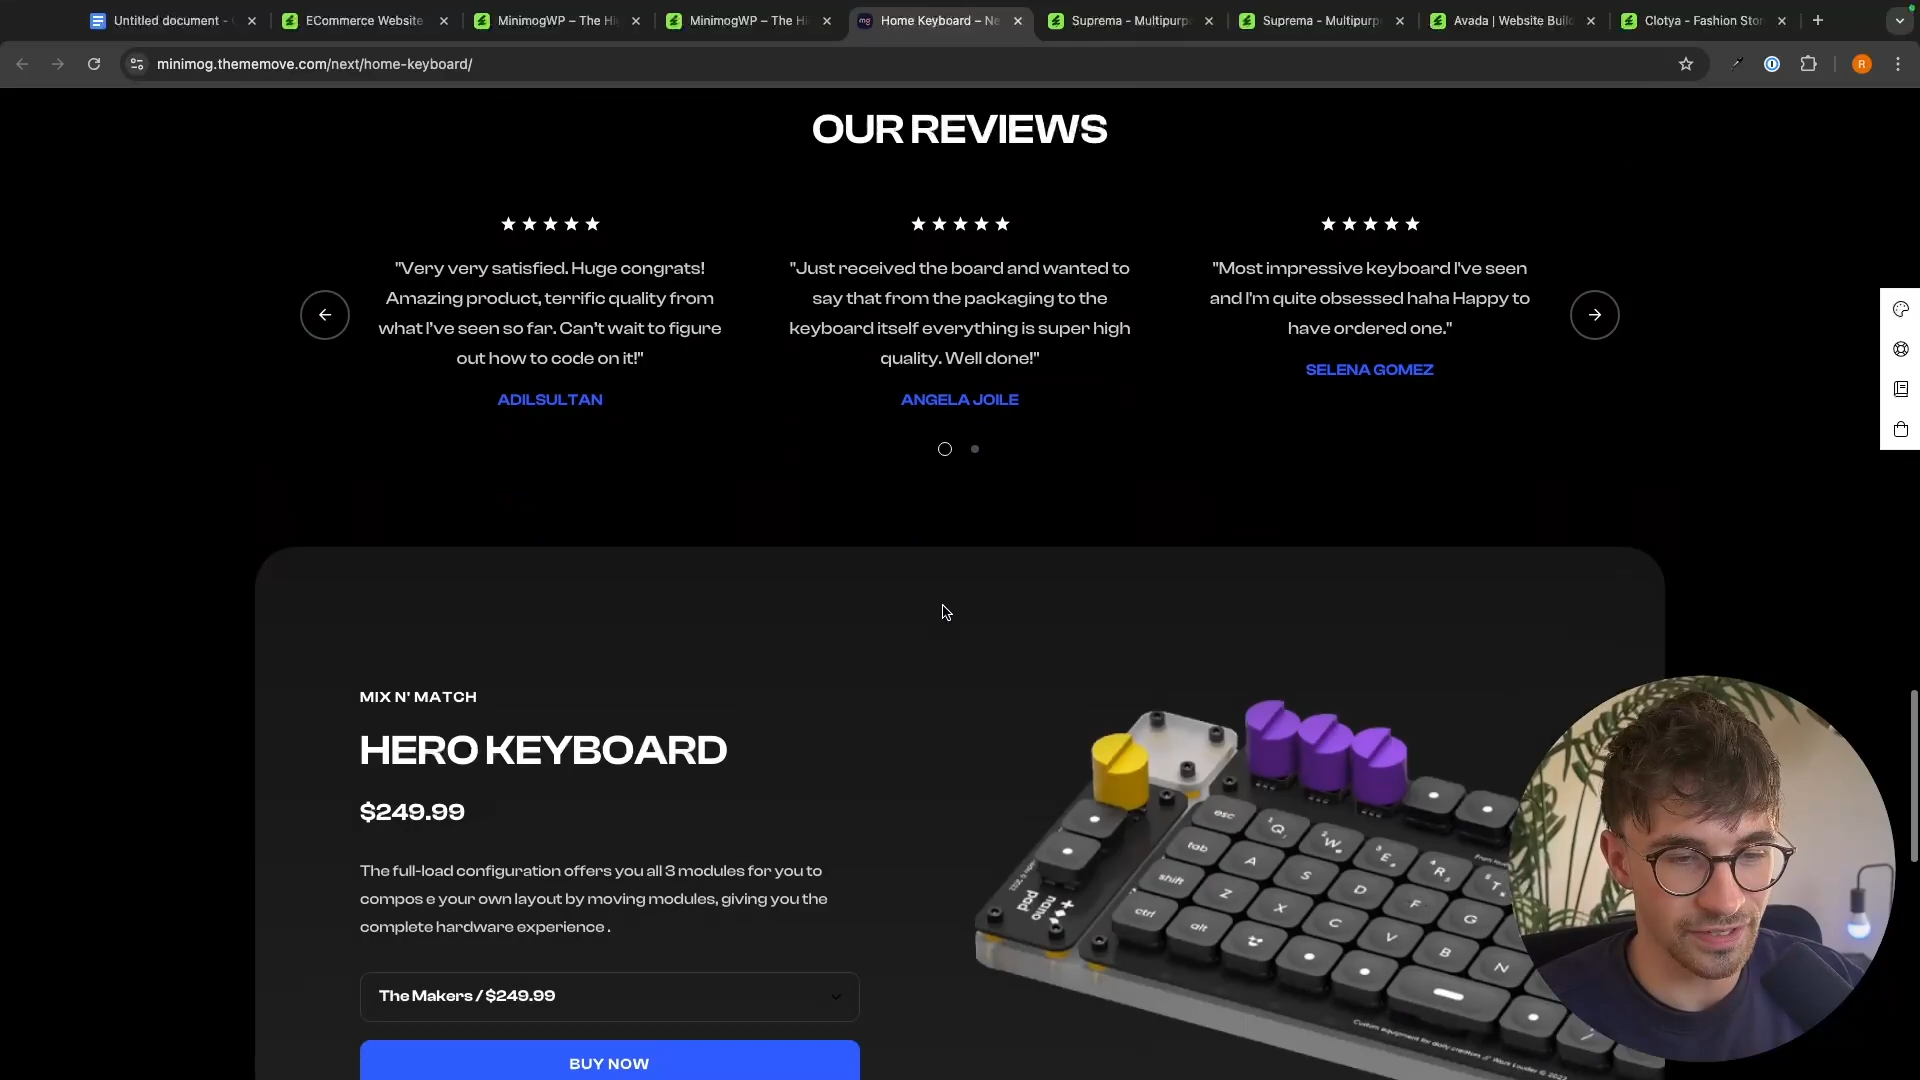 Untitled document -
ECommerce Website
MinimogWP – The Hi
MinimogWP – The Hi
Home Keyboard – Ne
Suprema - Multipurp
Suprema - Multipurp
Avada | Website Buil
Clotya - Fashion Stor
minimog.thememove.com/next/home-keyboard/
R
OUR REVIEWS
"Very very satisfied. Huge congrats!
Amazing product, terrific quality from
what I've seen so far. Can't wait to figure
out how to code on it!"
ADILSULTAN
"Just received the board and wanted to
say that from the packaging to the
keyboard itself everything is super high
quality. Well done!"
ANGELA JOILE
"Most impressive keyboard I've seen
and I'm quite obsessed haha Happy to
have ordered one."
SELENA GOMEZ
MIX N' MATCH
HERO KEYBOARD
$249.99
The full-load configuration offers you all 3 modules for you to
compos e your own layout by moving modules, giving you the
complete hardware experience .
The Makers / $249.99
BUY NOW
esc
Q
W
E
R
T
tab
A
S
D
F
G
shift
Z
X
C
V
B
N
ctrl
alt
nano
pad